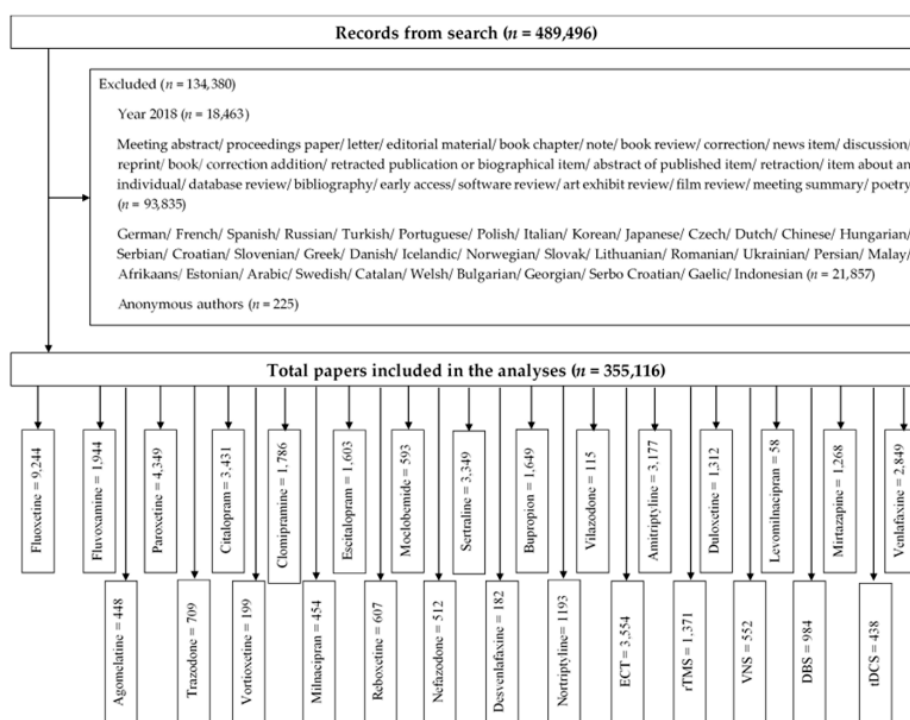 Records from search (n = 489,496)
Excluded (n = 134,380)
Year 2018 (n = 18,463)
Meeting abstract/ proceedings paper/ letter/ editorial material/ book chapter/ note/ book review/ correction/ news item/ discussion/
reprint/ book/ correction addition/ retracted publication or biographical item/ abstract of published item/ retraction/ item about an
individual/ database review/ bibliography/ early access/ software review/ art exhibit review/ film review/ meeting summary/ poetry
(n = 93,835)
German/ French/ Spanish/ Russian/ Turkish/ Portuguese/ Polish/ Italian/ Korean/ Japanese/ Czech/ Dutch/ Chinese/ Hungarian/
Serbian/ Croatian/ Slovenian/ Greek/ Danish/ Icelandic/ Norwegian/ Slovak/ Lithuanian/ Romanian/ Ukrainian/ Persian/ Malay/
Afrikaans/ Estonian/ Arabic/ Swedish/ Catalan/ Welsh/ Bulgarian/ Georgian/ Serbo Croatian/ Gaelic/ Indonesian (n = 21,857)
Anonymous authors (n = 225)
Total papers included in the analyses (n = 355,116)
Fluoxetine = 9,244
Fluvoxamine = 1,944
Paroxetine = 4,349
Citalopram = 3,431
Clomipramine = 1,786
Escitalopram = 1,603
Moclobemide = 593
Sertraline = 3,349
Bupropion = 1,649
Vilazodone = 115
Amitriptyline = 3,177
Duloxetine = 1,312
Levomilnacipran = 58
Mirtazapine = 1,268
Venlafaxine = 2,849
Agomelatine = 448
Trazodone = 709
Vortioxetine = 199
Milnacipran = 454
Reboxetine = 607
Nefazodone = 512
Desvenlafaxine = 182
Nortriptyline= 1193
ECT = 3,554
rTMS = 1,371
VNS = 552
DBS = 984
tDCS = 438